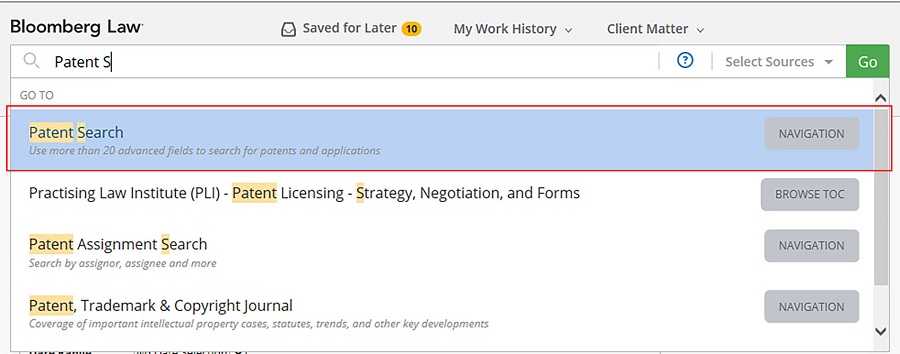 Bloomberg Law
Saved for Later 10 My Work History Client Matter
Patent S ? Select Sources Go
GO TO
Patent Search NAVIGATION
Use more than 20 advanced fields to search for patents and applications
Practising Law Institute (PLI) - Patent Licensing - Strategy, Negotiation, and Forms BROWSE TOC
Patent Assignment Search NAVIGATION
Search by assignor, assignee and more
Patent, Trademark & Copyright Journal NAVIGATION
Coverage of important intellectual property cases, statutes, trends, and other key developments